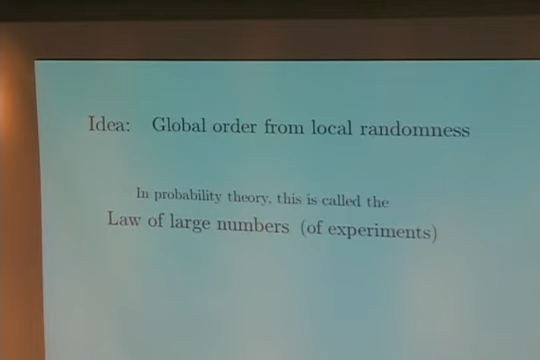 Idea: Global order from local randomness
In probability theory, this is called the
Law of large numbers (of experiments)